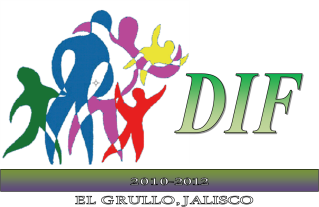 DIF
2010-2012
EL GRULLO, JALISCO